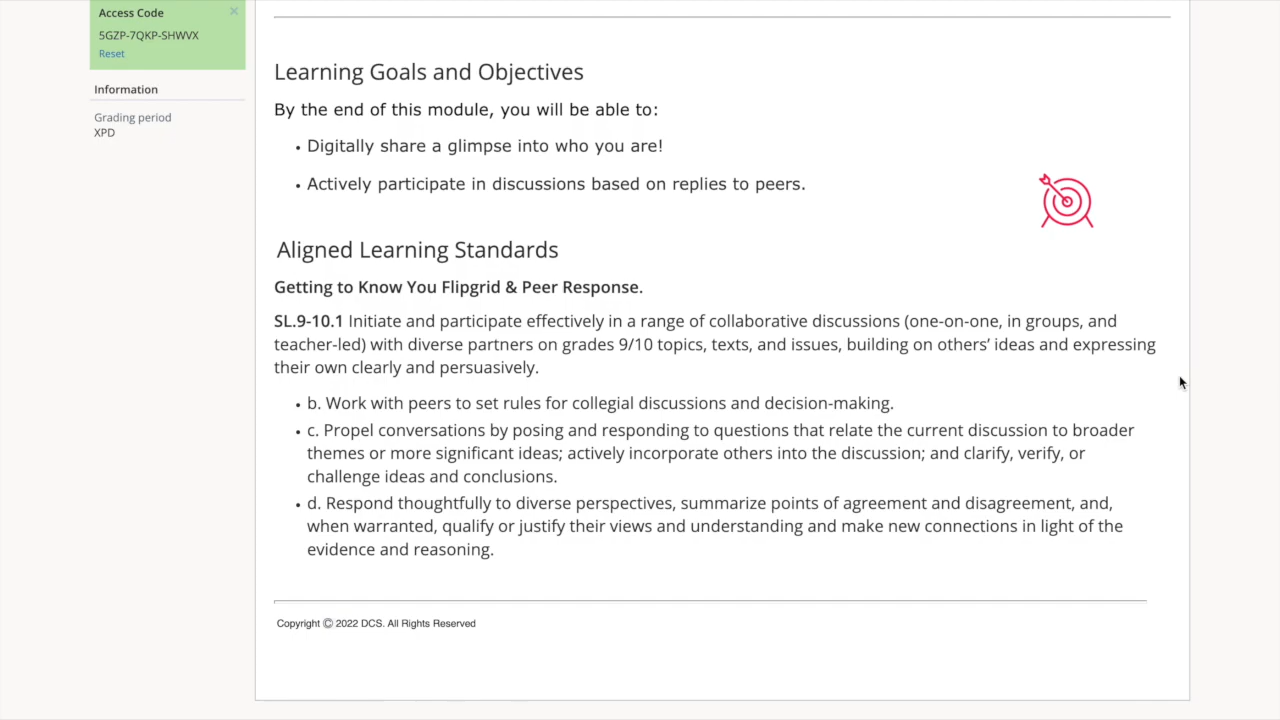 Access Code
×
5GZP-7QKP-SHWVX
Reset
Information
Grading period
XPD
Learning Goals and Objectives
By the end of this module, you will be able to:
• Digitally share a glimpse into who you are!
• Actively participate in discussions based on replies to peers.
Aligned Learning Standards
Getting to Know You Flipgrid & Peer Response.
SL.9-10.1 Initiate and participate effectively in a range of collaborative discussions (one-on-one, in groups, and
teacher-led) with diverse partners on grades 9/10 topics, texts, and issues, building on others’ ideas and expressing
their own clearly and persuasively.
• b. Work with peers to set rules for collegial discussions and decision-making.
• c. Propel conversations by posing and responding to questions that relate the current discussion to broader
themes or more significant ideas; actively incorporate others into the discussion; and clarify, verify, or
challenge ideas and conclusions.
• d. Respond thoughtfully to diverse perspectives, summarize points of agreement and disagreement, and,
when warranted, qualify or justify their views and understanding and make new connections in light of the
evidence and reasoning.
Copyright © 2022 DCS. All Rights Reserved